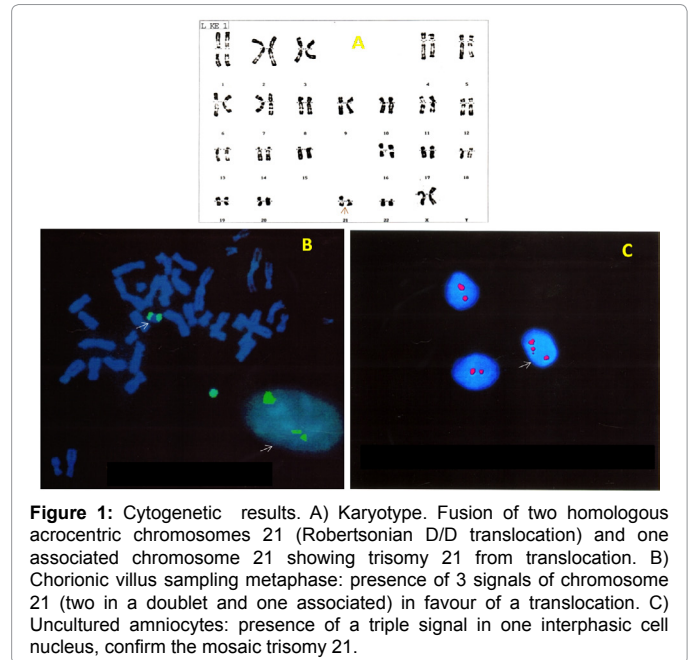 L KE 1
A
1 2 3 4 5
6 7 8 9 10 11 12
13 14 15 16 17 18
19 20 21 22 X Y
B
C
Figure 1: Cytogenetic results. A) Karyotype. Fusion of two homologous
acrocentric chromosomes 21 (Robertsonian D/D translocation) and one
associated chromosome 21 showing trisomy 21 from translocation. B)
Chorionic villus sampling metaphase: presence of 3 signals of chromosome
21 (two in a doublet and one associated) in favour of a translocation. C)
Uncultured amniocytes: presence of a triple signal in one interphasic cell
nucleus, confirm the mosaic trisomy 21.